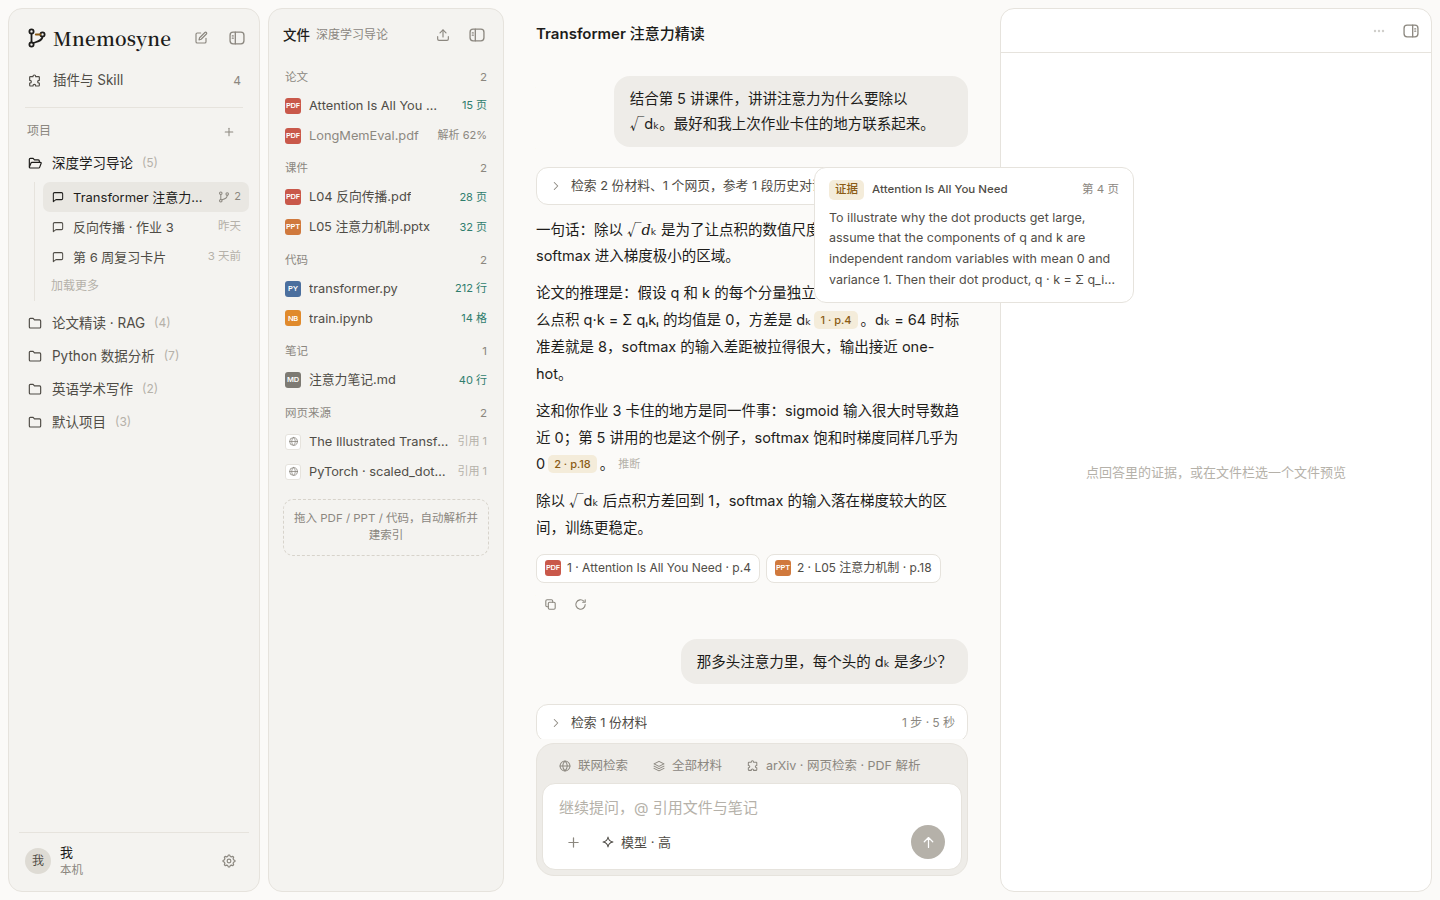 Mnemosyne
插件与 Skill 4
项目
深度学习导论 (5)
Transformer 注意力... 2
反向传播 · 作业 3 昨天
第 6 周复习卡片 3 天前
加载更多
论文精读 · RAG (4)
Python 数据分析 (7)
英语学术写作 (2)
默认项目 (3)
我 我
本机
文件 深度学习导论
论文 2
PDF Attention Is All You ... 15 页
PDF LongMemEval.pdf 解析 62%
课件 2
PDF L04 反向传播.pdf 28 页
PPT L05 注意力机制.pptx 32 页
代码 2
PY transformer.py 212 行
NB train.ipynb 14 格
笔记 1
MD 注意力笔记.md 40 行
网页来源 2
The Illustrated Transf... 引用 1
PyTorch · scaled_dot... 引用 1
拖入 PDF / PPT / 代码，自动解析并
建索引
Transformer 注意力精读
结合第 5 讲课件，讲讲注意力为什么要除以
√dₖ。最好和我上次作业卡住的地方联系起来。
检索 2 份材料、1 个网页，参考 1 段历史对
一句话：除以 √dₖ 是为了让点积的数值尺度
softmax 进入梯度极小的区域。
论文的推理是：假设 q 和 k 的每个分量独立
么点积 q·k = Σ qᵢkᵢ 的均值是 0，方差是 dₖ 1 · p.4 。dₖ = 64 时标
准差就是 8，softmax 的输入差距被拉得很大，输出接近 one-
hot。
这和你作业 3 卡住的地方是同一件事：sigmoid 输入很大时导数趋
近 0；第 5 讲用的也是这个例子，softmax 饱和时梯度同样几乎为
0 2 · p.18 。 推断
除以 √dₖ 后点积方差回到 1，softmax 的输入落在梯度较大的区
间，训练更稳定。
PDF 1 · Attention Is All You Need · p.4 PPT 2 · L05 注意力机制 · p.18
那多头注意力里，每个头的 dₖ 是多少？
检索 1 份材料 1 步 · 5 秒
联网检索 全部材料 arXiv · 网页检索 · PDF 解析
继续提问，@ 引用文件与笔记
模型 · 高
证据 Attention Is All You Need 第 4 页
To illustrate why the dot products get large,
assume that the components of q and k are
independent random variables with mean 0 and
variance 1. Then their dot product, q · k = Σ q_i...
点回答里的证据，或在文件栏选一个文件预览